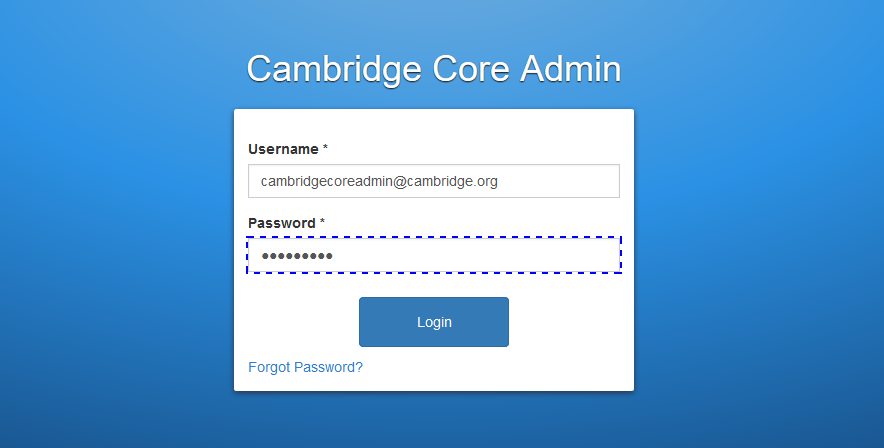 Cambridge Core Admin
Username *
cambridgecoreadmin@cambridge.org
Password *
●●●●●●●●●
Login
Forgot Password?